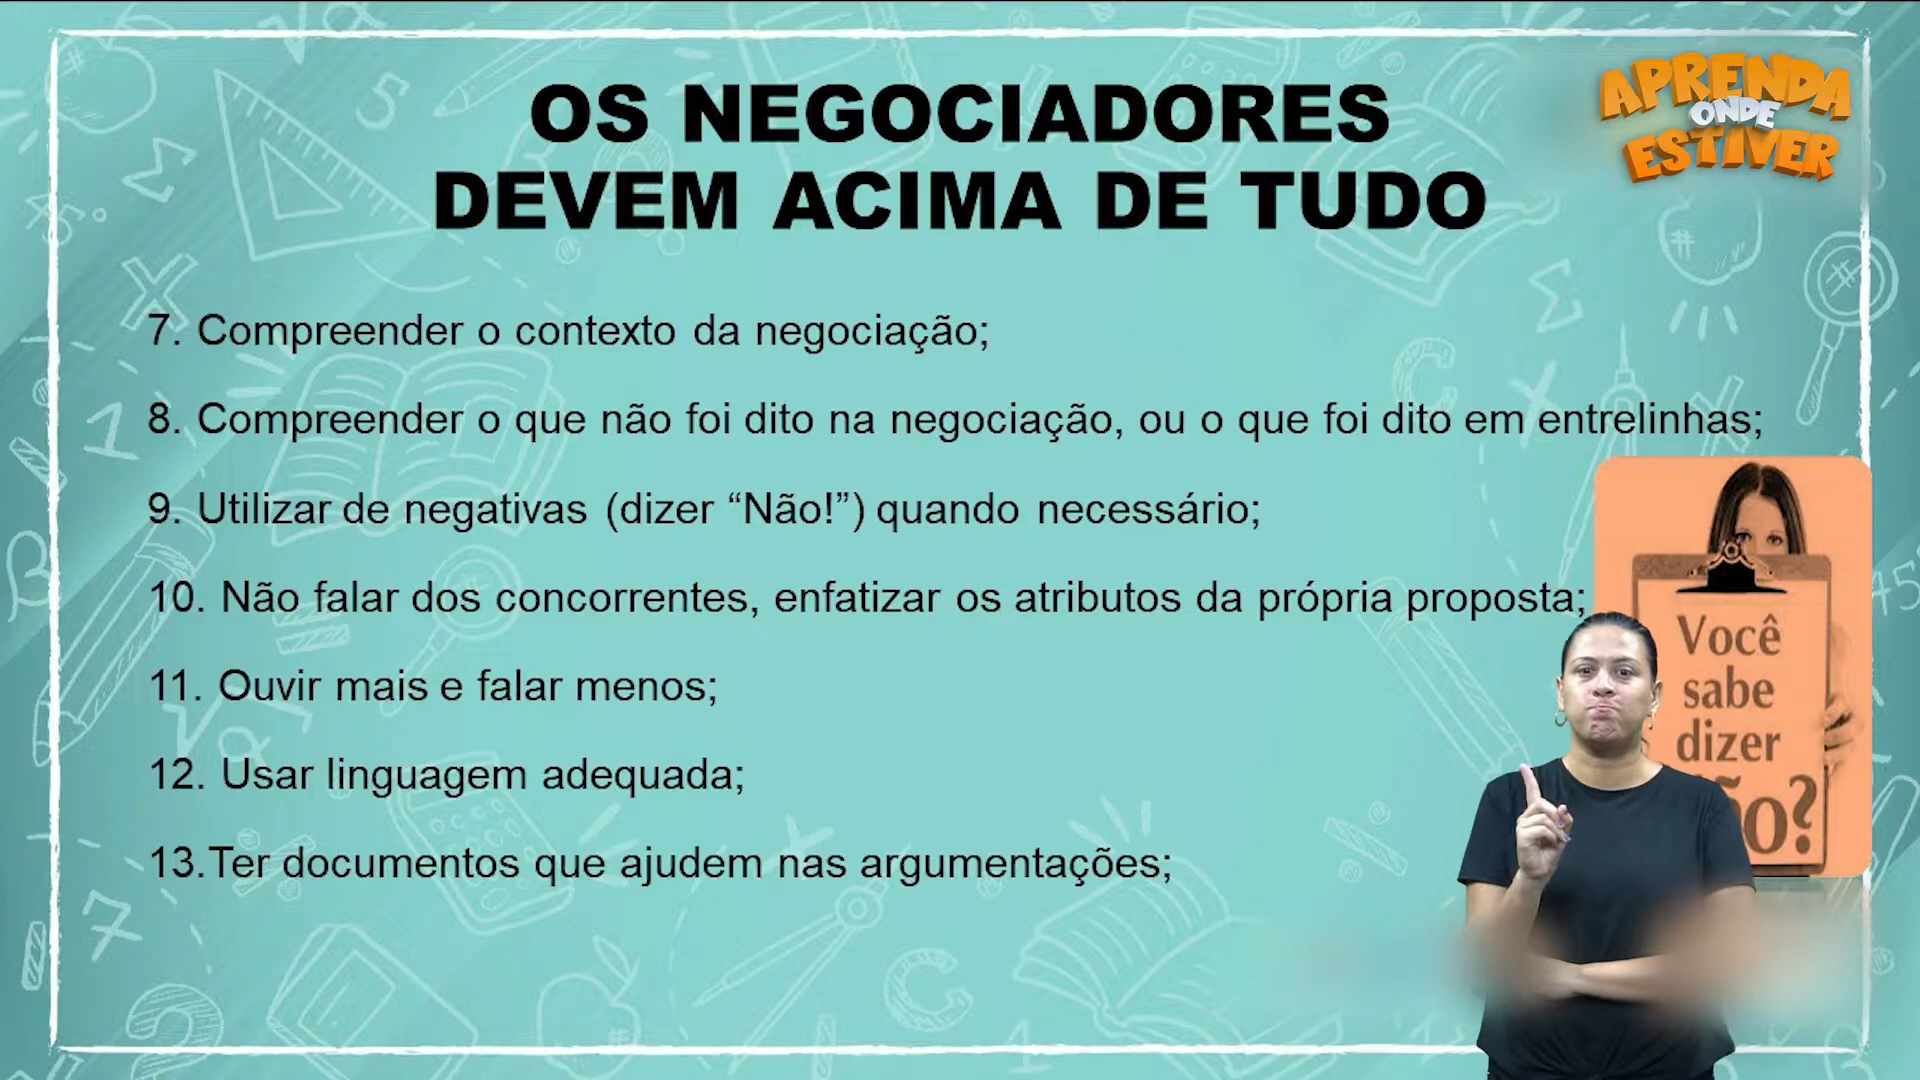 APRENDA
ONDE
ESTIVER
OS NEGOCIADORES
DEVEM ACIMA DE TUDO
7. Compreender o contexto da negociação;
8. Compreender o que não foi dito na negociação, ou o que foi dito em entrelinhas;
9. Utilizar de negativas (dizer “Não!”) quando necessário;
10. Não falar dos concorrentes, enfatizar os atributos da própria proposta;
11. Ouvir mais e falar menos;
12. Usar linguagem adequada;
13.Ter documentos que ajudem nas argumentações;
Você
sabe
dizer